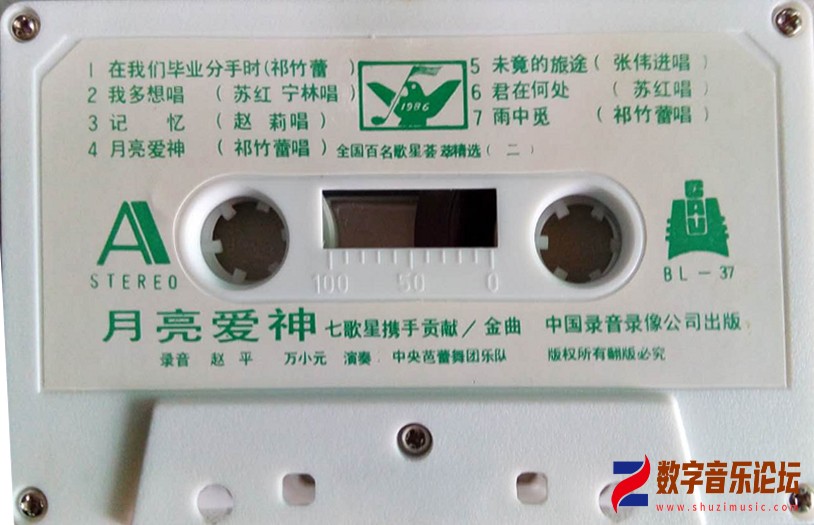 1 在我们毕业分手时(祁竹蕾 )
2 我多想唱 (苏红 宁林唱)
3 记 忆 (赵 莉唱)
4 月亮爱神 (祁竹蕾唱)
1986
5 未竟的旅途(张伟进唱)
6 君在何处 (苏红唱)
7 雨中觅 (祁竹蕾唱)
全国百名歌星荟萃精选(二)
A
STEREO
100 50 0
BL-37
月亮爱神 七歌星携手贡献/金曲 中国录音录像公司出版
录音 赵 平 万小元 演奏: 中央芭蕾舞团乐队 版权所有翻版必究
数字音乐论坛
www.shuzimusic.com